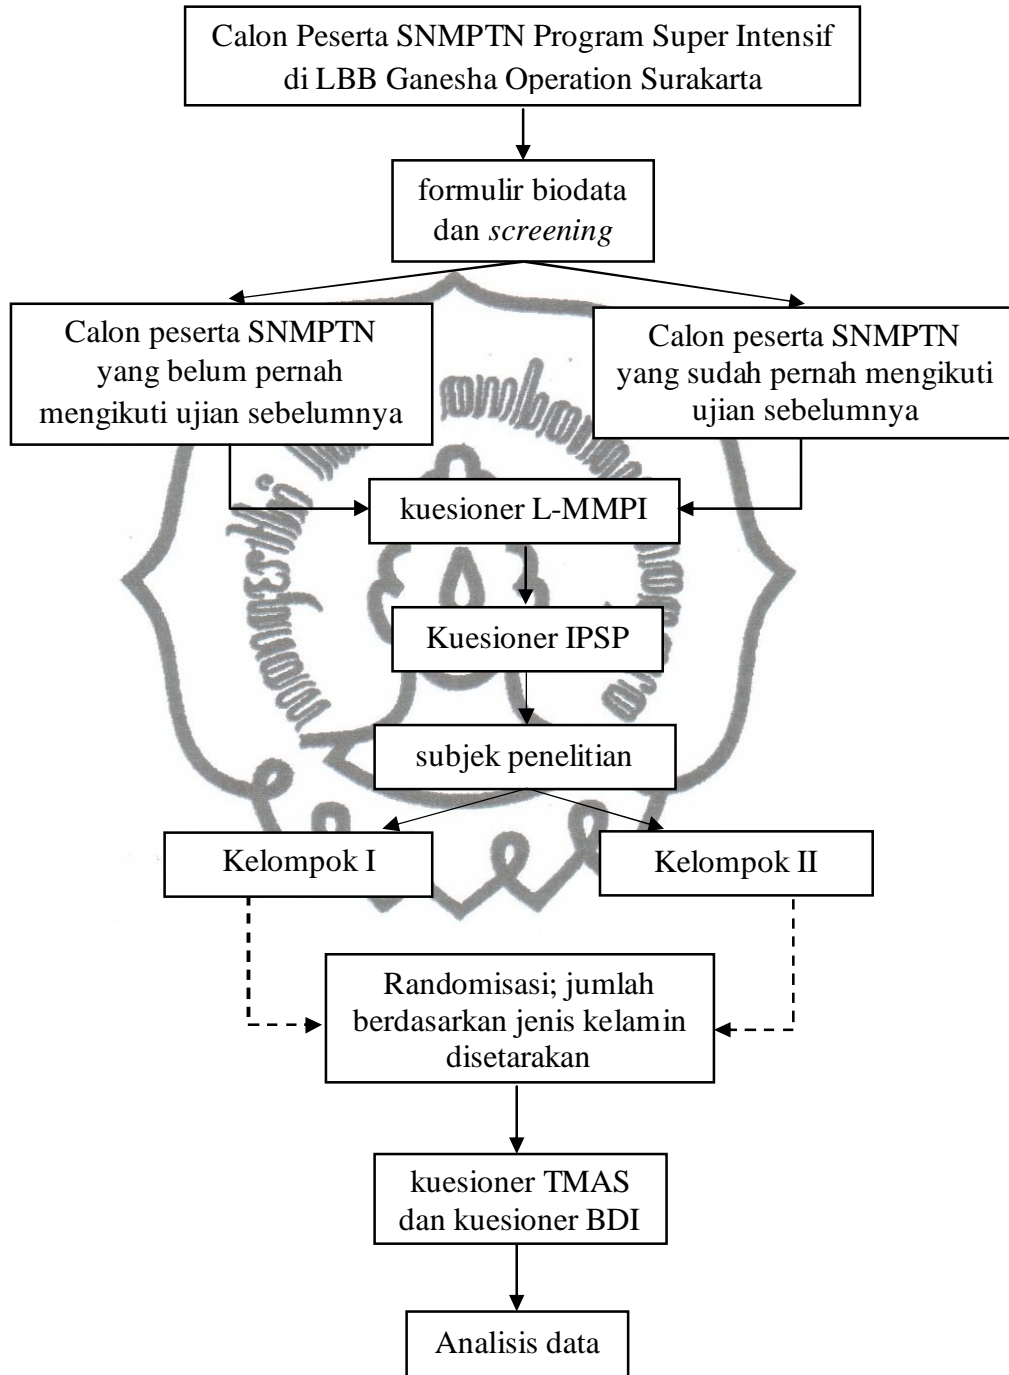 Calon Peserta SNMPTN Program Super Intensif
di LBB Ganesha Operation Surakarta
formulir biodata
dan screening
Calon peserta SNMPTN
yang belum pernah
mengikuti ujian sebelumnya
Calon peserta SNMPTN
yang sudah pernah mengikuti
ujian sebelumnya
kuesioner L-MMPI
Kuesioner IPSP
subjek penelitian
Kelompok I
Kelompok II
Randomisasi; jumlah
berdasarkan jenis kelamin
disetarakan
kuesioner TMAS
dan kuesioner BDI
Analisis data